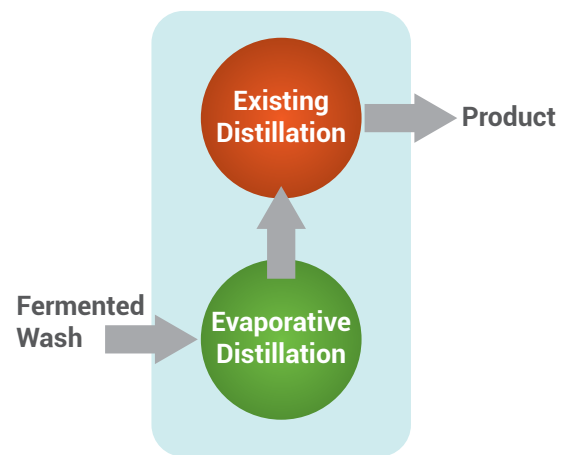 Existing
Distillation
Product
Fermented
Wash
Evaporative
Distillation